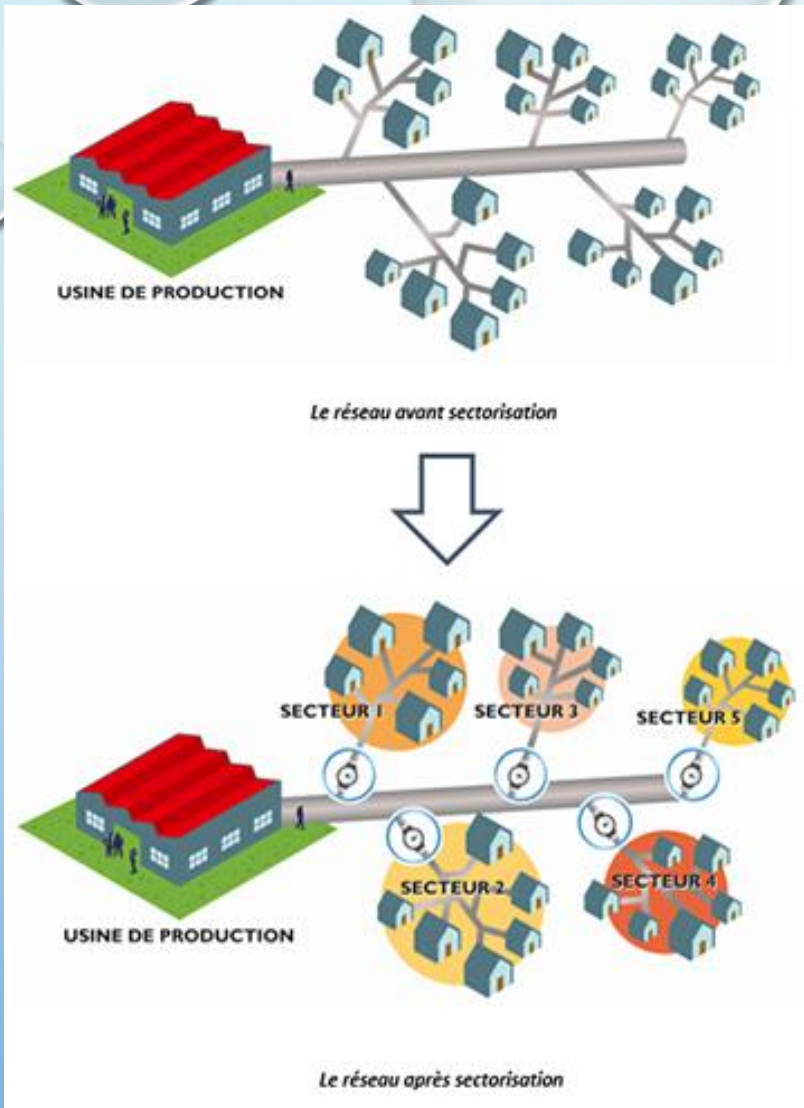 USINE DE PRODUCTION
Le réseau avant sectorisation
SECTEUR 1
SECTEUR 3
SECTEUR 5
SECTEUR 2
SECTEUR 4
USINE DE PRODUCTION
Le réseau après sectorisation